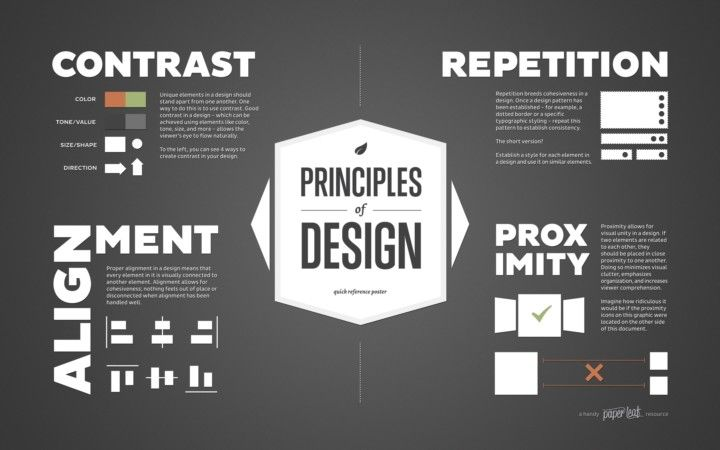 CONTRAST
COLOR
TONE/VALUE
SIZE/SHAPE
DIRECTION
Unique elements in a design should
stand apart from one another. One
way to do this is to use contrast. Good
contrast in a design – which can be
achieved using elements like color,
tone, size, and more – allows the
viewer's eye to flow naturally.
To the left, you can see 4 ways to
create contrast in your design.
REPETITION
Repetition breeds cohesiveness in a
design. Once a design pattern has
been established – for example, a
dotted border or a specific
typographic styling – repeat this
pattern to establish consistency.
The short version?
Establish a style for each element in
a design and use it on similar elements.
PRINCIPLES
of
DESIGN
quick reference poster
ALIGNMENT
Proper alignment in a design means that
every element in it is visually connected to
another element. Alignment allows for
cohesiveness; nothing feels out of place or
disconnected when alignment has been
handled well.
PROX
IMITY
Proximity allows for
visual unity in a design. If
two elements are related
to each other, they
should be placed in close
proximity to one another.
Doing so minimizes visual
clutter, emphasizes
organization, and increases
viewer comprehension.
Imagine how ridiculous it
would be if the proximity
icons on this graphic were
located on the other side
of this document.
a handy paper leaf resource